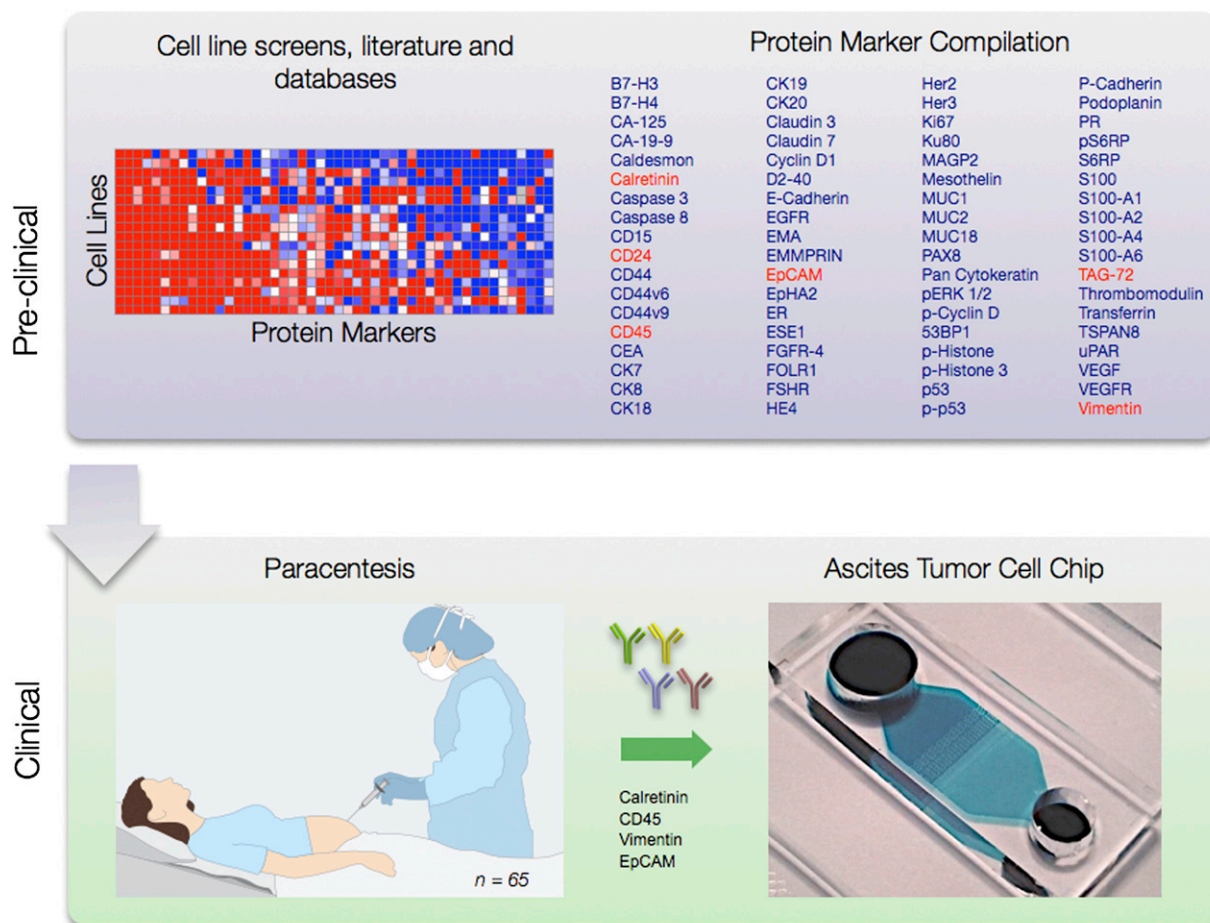 Pre-clinical
Cell line screens, literature and
databases
Cell Lines
Protein Markers
Protein Marker Compilation
B7-H3
B7-H4
CA-125
CA-19-9
Caldesmon
Calretinin
Caspase 3
Caspase 8
CD15
CD24
CD44
CD44v6
CD44v9
CD45
CEA
CK7
CK8
CK18
CK19
CK20
Claudin 3
Claudin 7
Cyclin D1
D2-40
E-Cadherin
EGFR
EMA
EMMPRIN
EpCAM
EpHA2
ER
ESE1
FGFR-4
FOLR1
FSHR
HE4
Her2
Her3
Ki67
Ku80
MAGP2
Mesothelin
MUC1
MUC2
MUC18
PAX8
Pan Cytokeratin
pERK 1/2
p-Cyclin D
53BP1
p-Histone
p-Histone 3
p53
p-p53
P-Cadherin
Podoplanin
PR
pS6RP
S6RP
S100
S100-A1
S100-A2
S100-A4
S100-A6
TAG-72
Thrombomodulin
Transferrin
TSPAN8
uPAR
VEGF
VEGFR
Vimentin
Clinical
Paracentesis
n = 65
Calretinin
CD45
Vimentin
EpCAM
Ascites Tumor Cell Chip